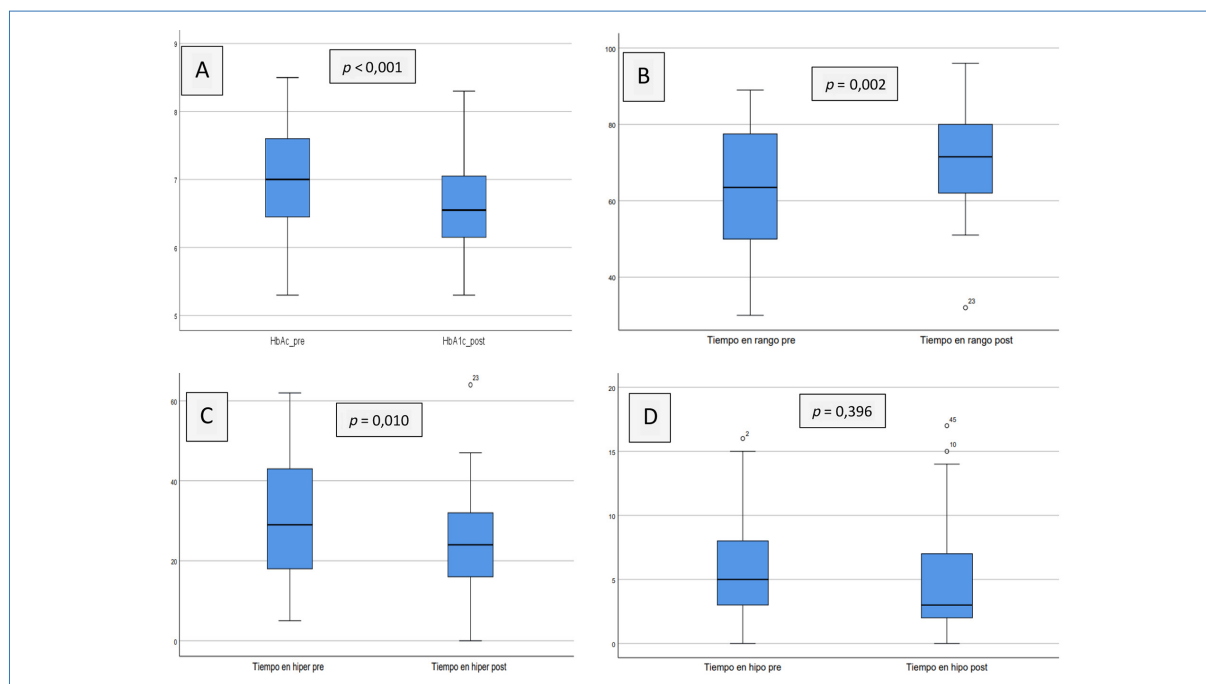 A
p < 0,001
9
8
7
6
5
HbAc_pre
HbA1c_post
B
p = 0,002
100
80
60
40
23
Tiempo en rango pre
Tiempo en rango post
C
p = 0,010
23
60
40
20
0
Tiempo en hiper pre
Tiempo en hiper post
D
p = 0,396
20
15
10
5
0
2
45
10
Tiempo en hipo pre
Tiempo en hipo post